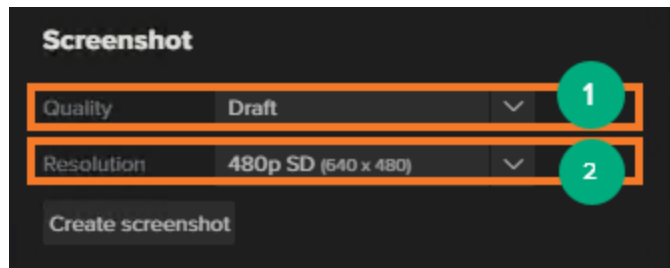 Screenshot
Quality Draft 1
Resolution 480p SD (640 x 480) 2
Create screenshot